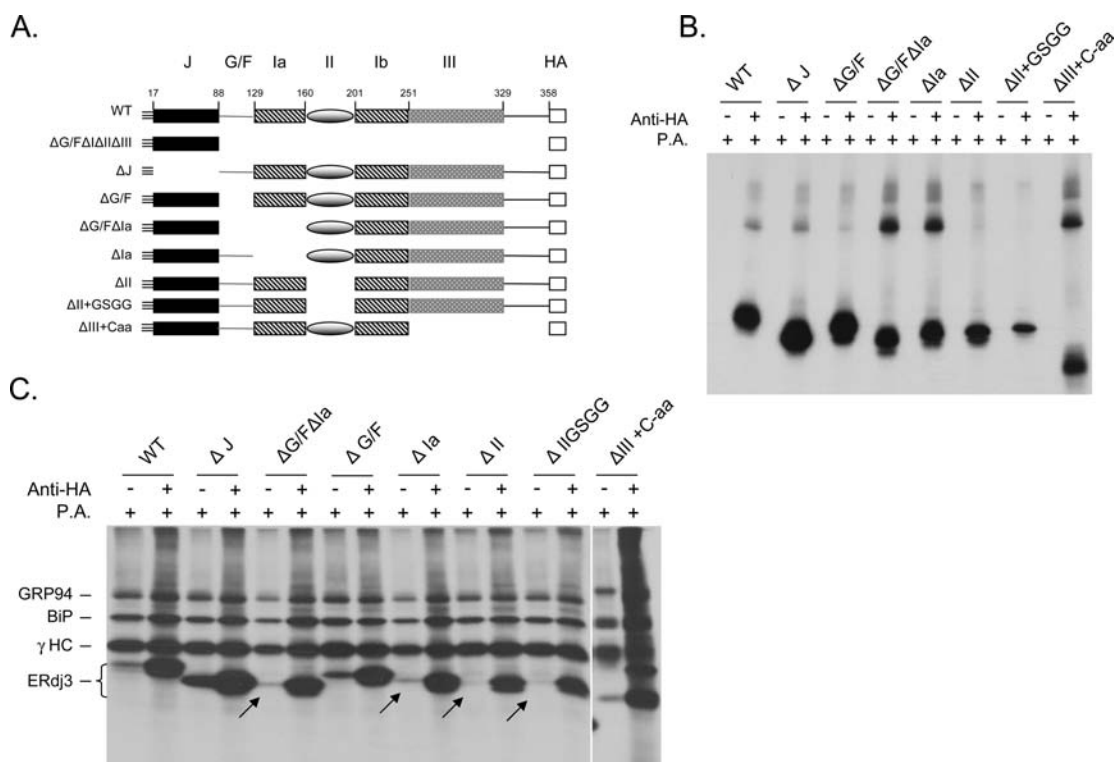 A.
J G/F Ia II Ib III HA
17 88 129 160 201 251 329 358
WT
ΔG/FΔIΔIIΔIII
ΔJ
ΔG/F
ΔG/FΔIa
ΔIa
ΔII
ΔII+GSGG
ΔIII+Caa
B.
WT Δ J ΔG/F ΔG/FΔIa ΔIa ΔII ΔII+GSGG ΔIII+C-aa
Anti-HA - + - + - + - + - + - + - + - +
P.A. + + + + + + + + + + + + + + + +
C.
WT Δ J ΔG/FΔIa Δ G/F Δ Ia Δ II Δ IIGSGG ΔIII +C-aa
Anti-HA - + - + - + - + - + - + - + - +
P.A. + + + + + + + + + + + + + + + +
GRP94 –
BiP –
γ HC –
ERdj3 –